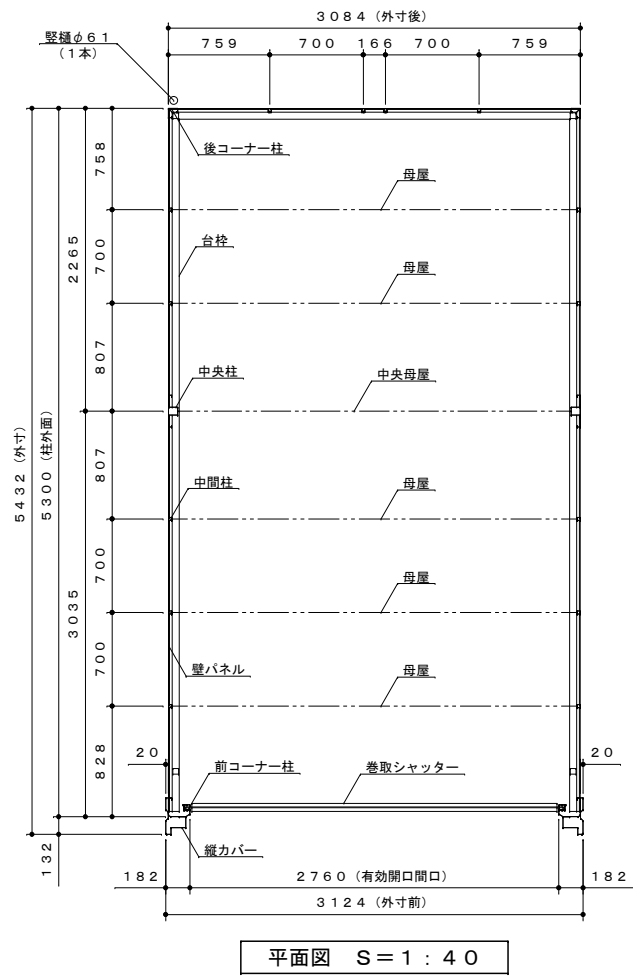 3084（外寸後）
759 700 166 700 759
竪樋φ61
（1本）
後コーナー柱
母屋
758
台枠
700
2265
母屋
807
中央柱
中央母屋
5432（外寸）
5300（柱外面）
807
中間柱
母屋
700
3035
母屋
700
壁パネル
母屋
828
20
前コーナー柱
巻取シャッター
20
132
縦カバー
182 2760（有効開口間口） 182
3124（外寸前）
平面図 S＝1：40